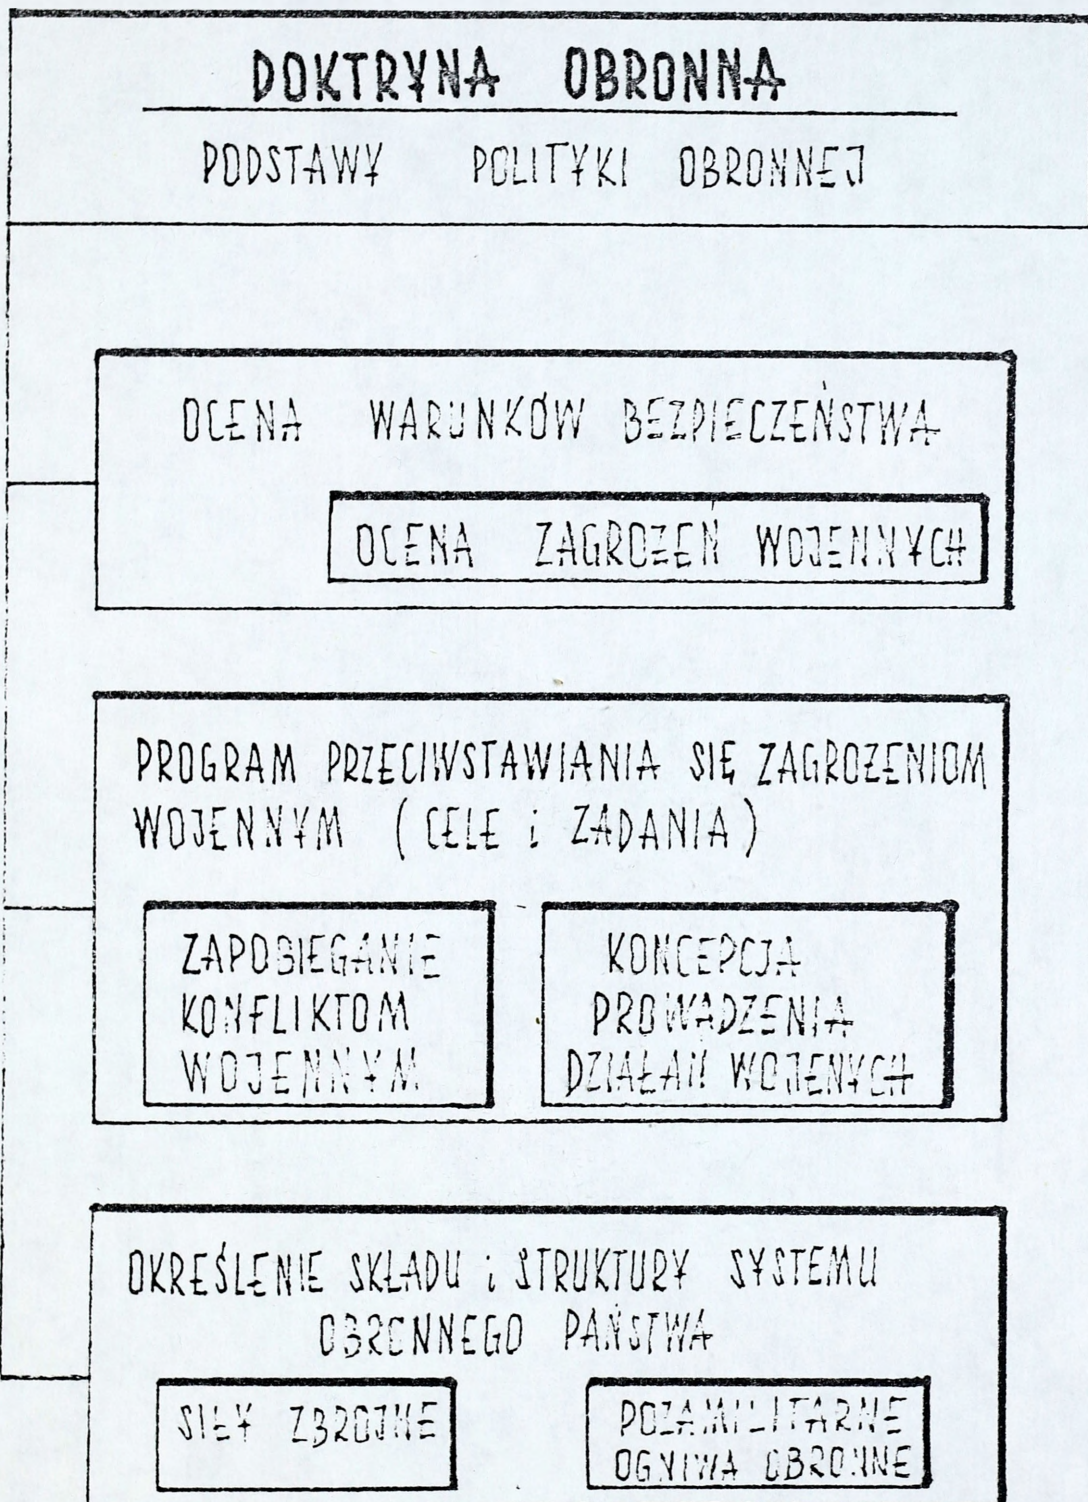 DOKTRYNA OBRONNA
PODSTAWY POLITYKI OBRONNEJ
OCENA WARUNKÓW BEZPIECZEŃSTWA
OCENA ZAGROŻEŃ WOJENNYCH
PROGRAM PRZECIWSTAWIANIA SIĘ ZAGROŻENIOM
WOJENNYM (CELE i ZADANIA)
ZAPOBIEGANIE
KONFLIKTOM
WOJENNYM
KONCEPCJA
PROWADZENIA
DZIAŁAŃ WOJENYCH
OKREŚLENIE SKŁADU i STRUKTURY SYSTEMU
OBRONNEGO PAŃSTWA
SIŁY ZBROJNE
POZAMILITARNE
OGNIWA OBRONNE